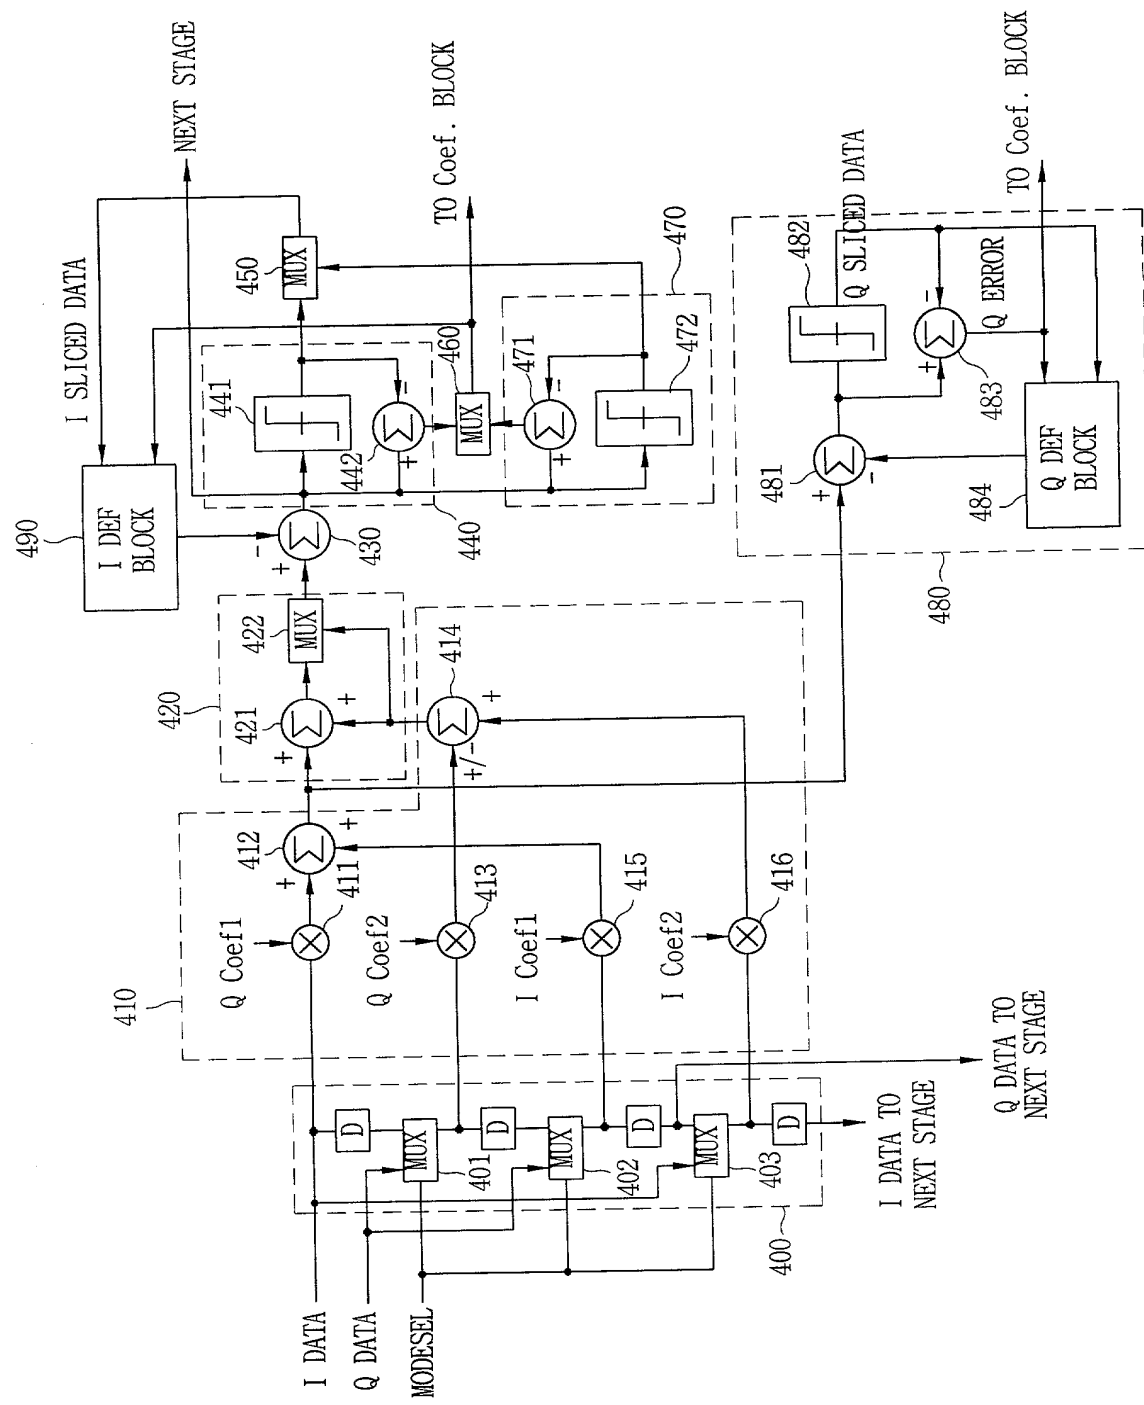 I DATA
Q DATA
MODESEL
400
D
MUX
401
D
MUX
402
D
MUX
403
D
I DATA TO
NEXT STAGE
Q DATA TO
NEXT STAGE
410
Q Coef1
411
Q Coef2
413
I Coef1
415
I Coef2
416
+
Σ
+
412
+/-
Σ
+
414
420
+
Σ
+
421
MUX
422
490
I DEF
BLOCK
I SLICED DATA
+
-
Σ
430
440
441
+
Σ
-
442
MUX
450
NEXT STAGE
MUX
460
TO Coef. BLOCK
470
+
Σ
-
471
472
480
+
-
Σ
481
482
Q SLICED DATA
+
Σ
-
483
Q ERROR
Q DEF
BLOCK
484
TO Coef. BLOCK